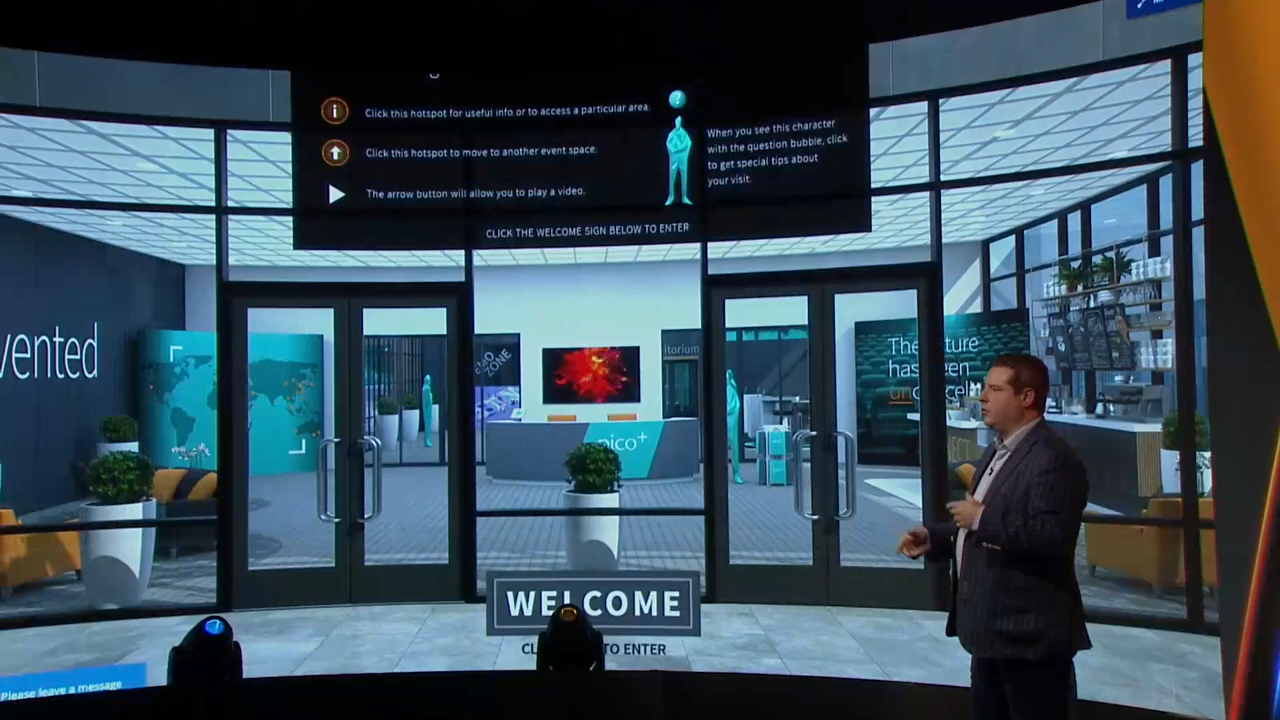 Click this hotspot for useful info or to access a particular area.
Click this hotspot to move to another event space.
The arrow button will allow you to play a video.
?
When you see this character
with the question bubble, click
to get special tips about
your visit.
CLICK THE WELCOME SIGN BELOW TO ENTER
vented
ZONE
itorium
The
has been
un
pico+
WELCOME
TO ENTER
Please leave a message